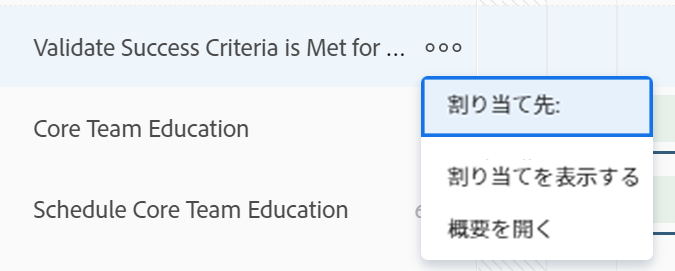 Validate Success Criteria is Met for ...
割り当て先:
Core Team Education
割り当てを表示する
Schedule Core Team Education
概要を開く